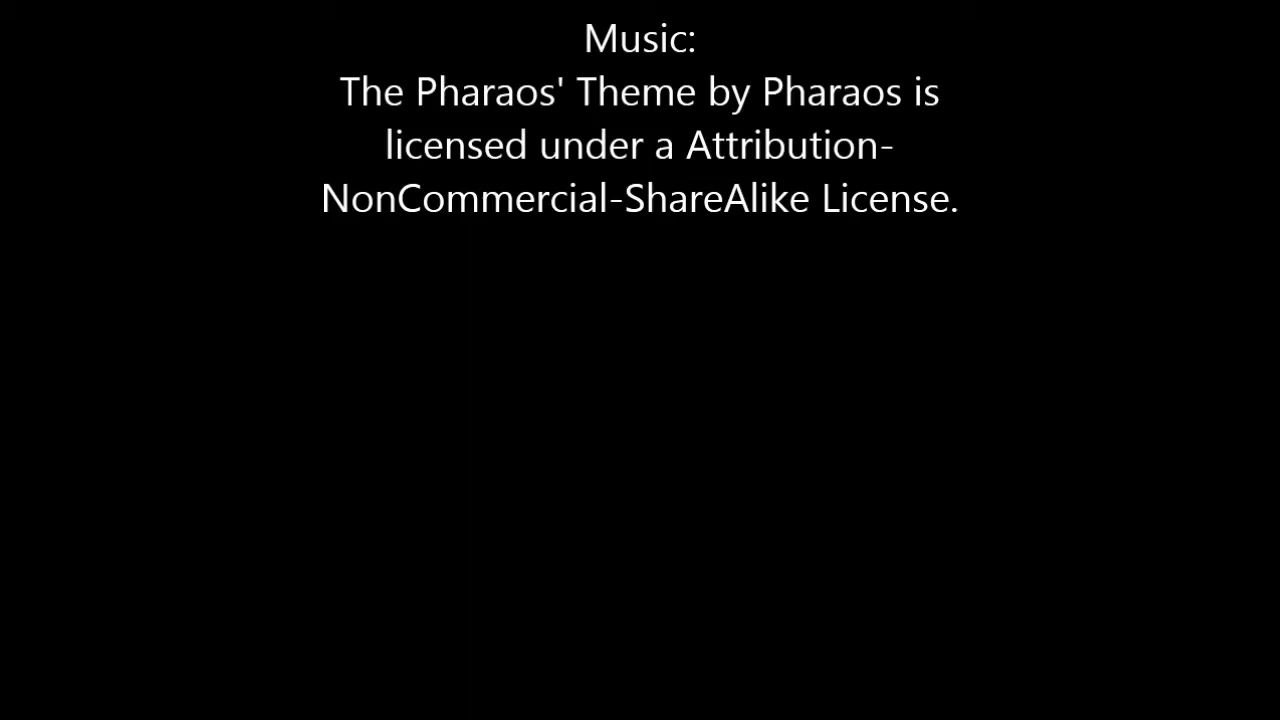 Music:
The Pharaos' Theme by Pharaos is
licensed under a Attribution-
NonCommercial-ShareAlike License.